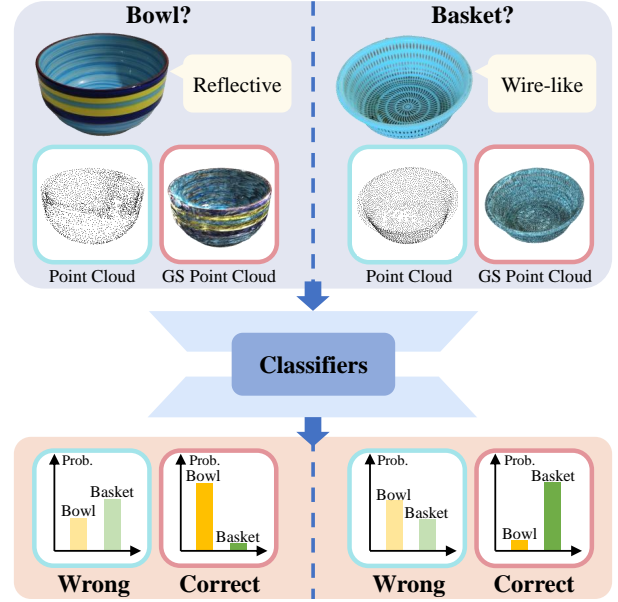 Bowl?
Basket?
Reflective
Wire-like
Point Cloud
GS Point Cloud
Point Cloud
GS Point Cloud
Classifiers
Prob.
Bowl
Basket
Prob.
Bowl
Basket
Prob.
Bowl
Basket
Prob.
Bowl
Basket
Wrong
Correct
Wrong
Correct